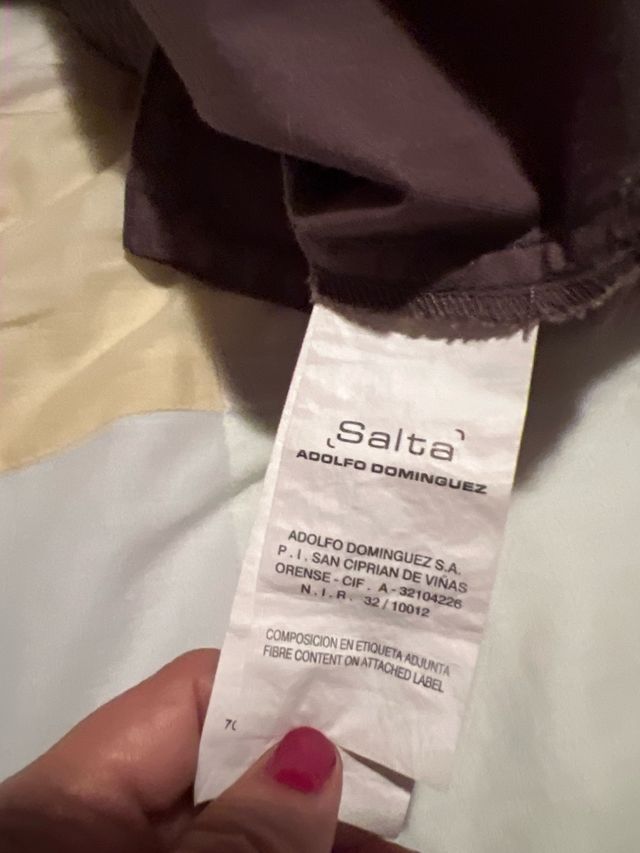 Salta
ADOLFO DOMINGUEZ
ADOLFO DOMINGUEZ S.A.
P.I. SAN CIPRIAN DE VIÑAS
ORENSE - CIF. A-32104226
N.I.R. 32/10012
COMPOSICION EN ETIQUETA ADJUNTA
FIBRE CONTENT ON ATTACHED LABEL